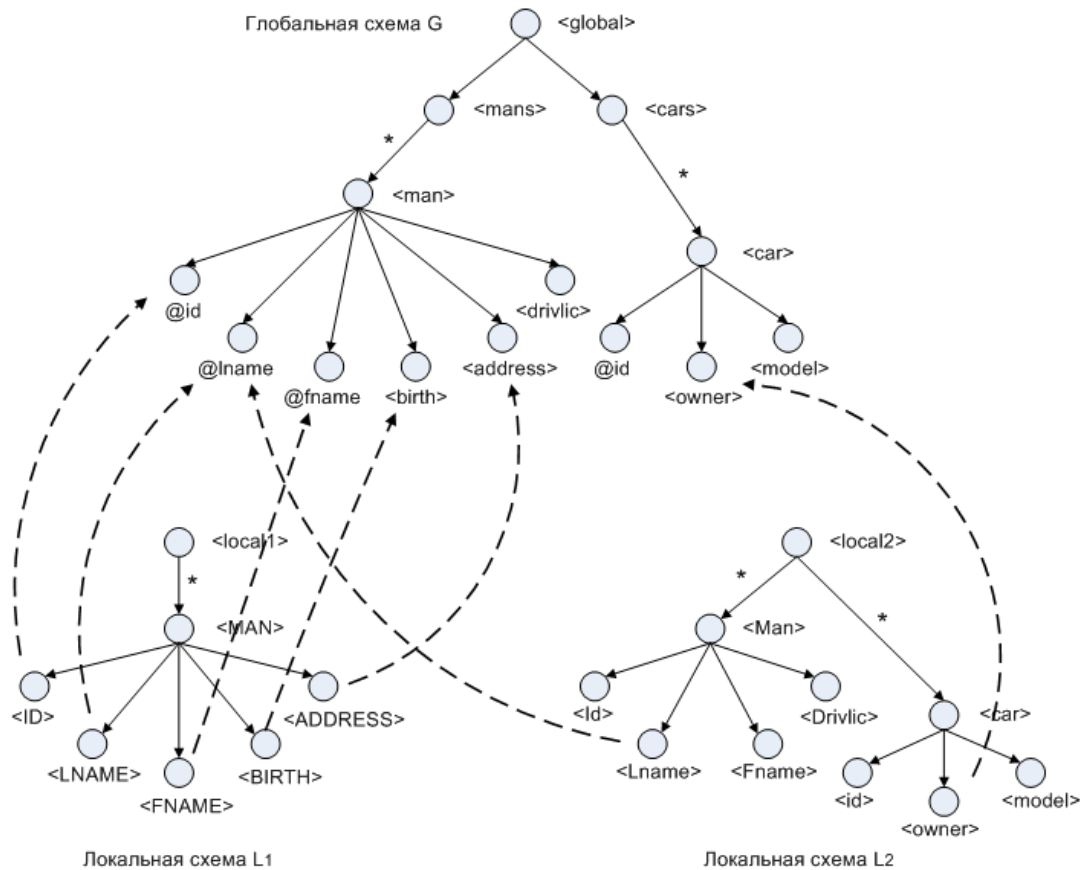 Глобальная схема G
<global>
<mans>
<cars>
*
*
<man>
<car>
@id
<drivlic>
@lname
<address>
@id
<model>
@fname
<birth>
<owner>
<local1>
<local2>
*
*
*
<MAN>
<Man>
<ID>
<ADDRESS>
<Id>
<Drivlic>
<car>
<LNAME>
<BIRTH>
<Lname>
<Fname>
<FNAME>
<id>
<model>
<owner>
Локальная схема L1
Локальная схема L2